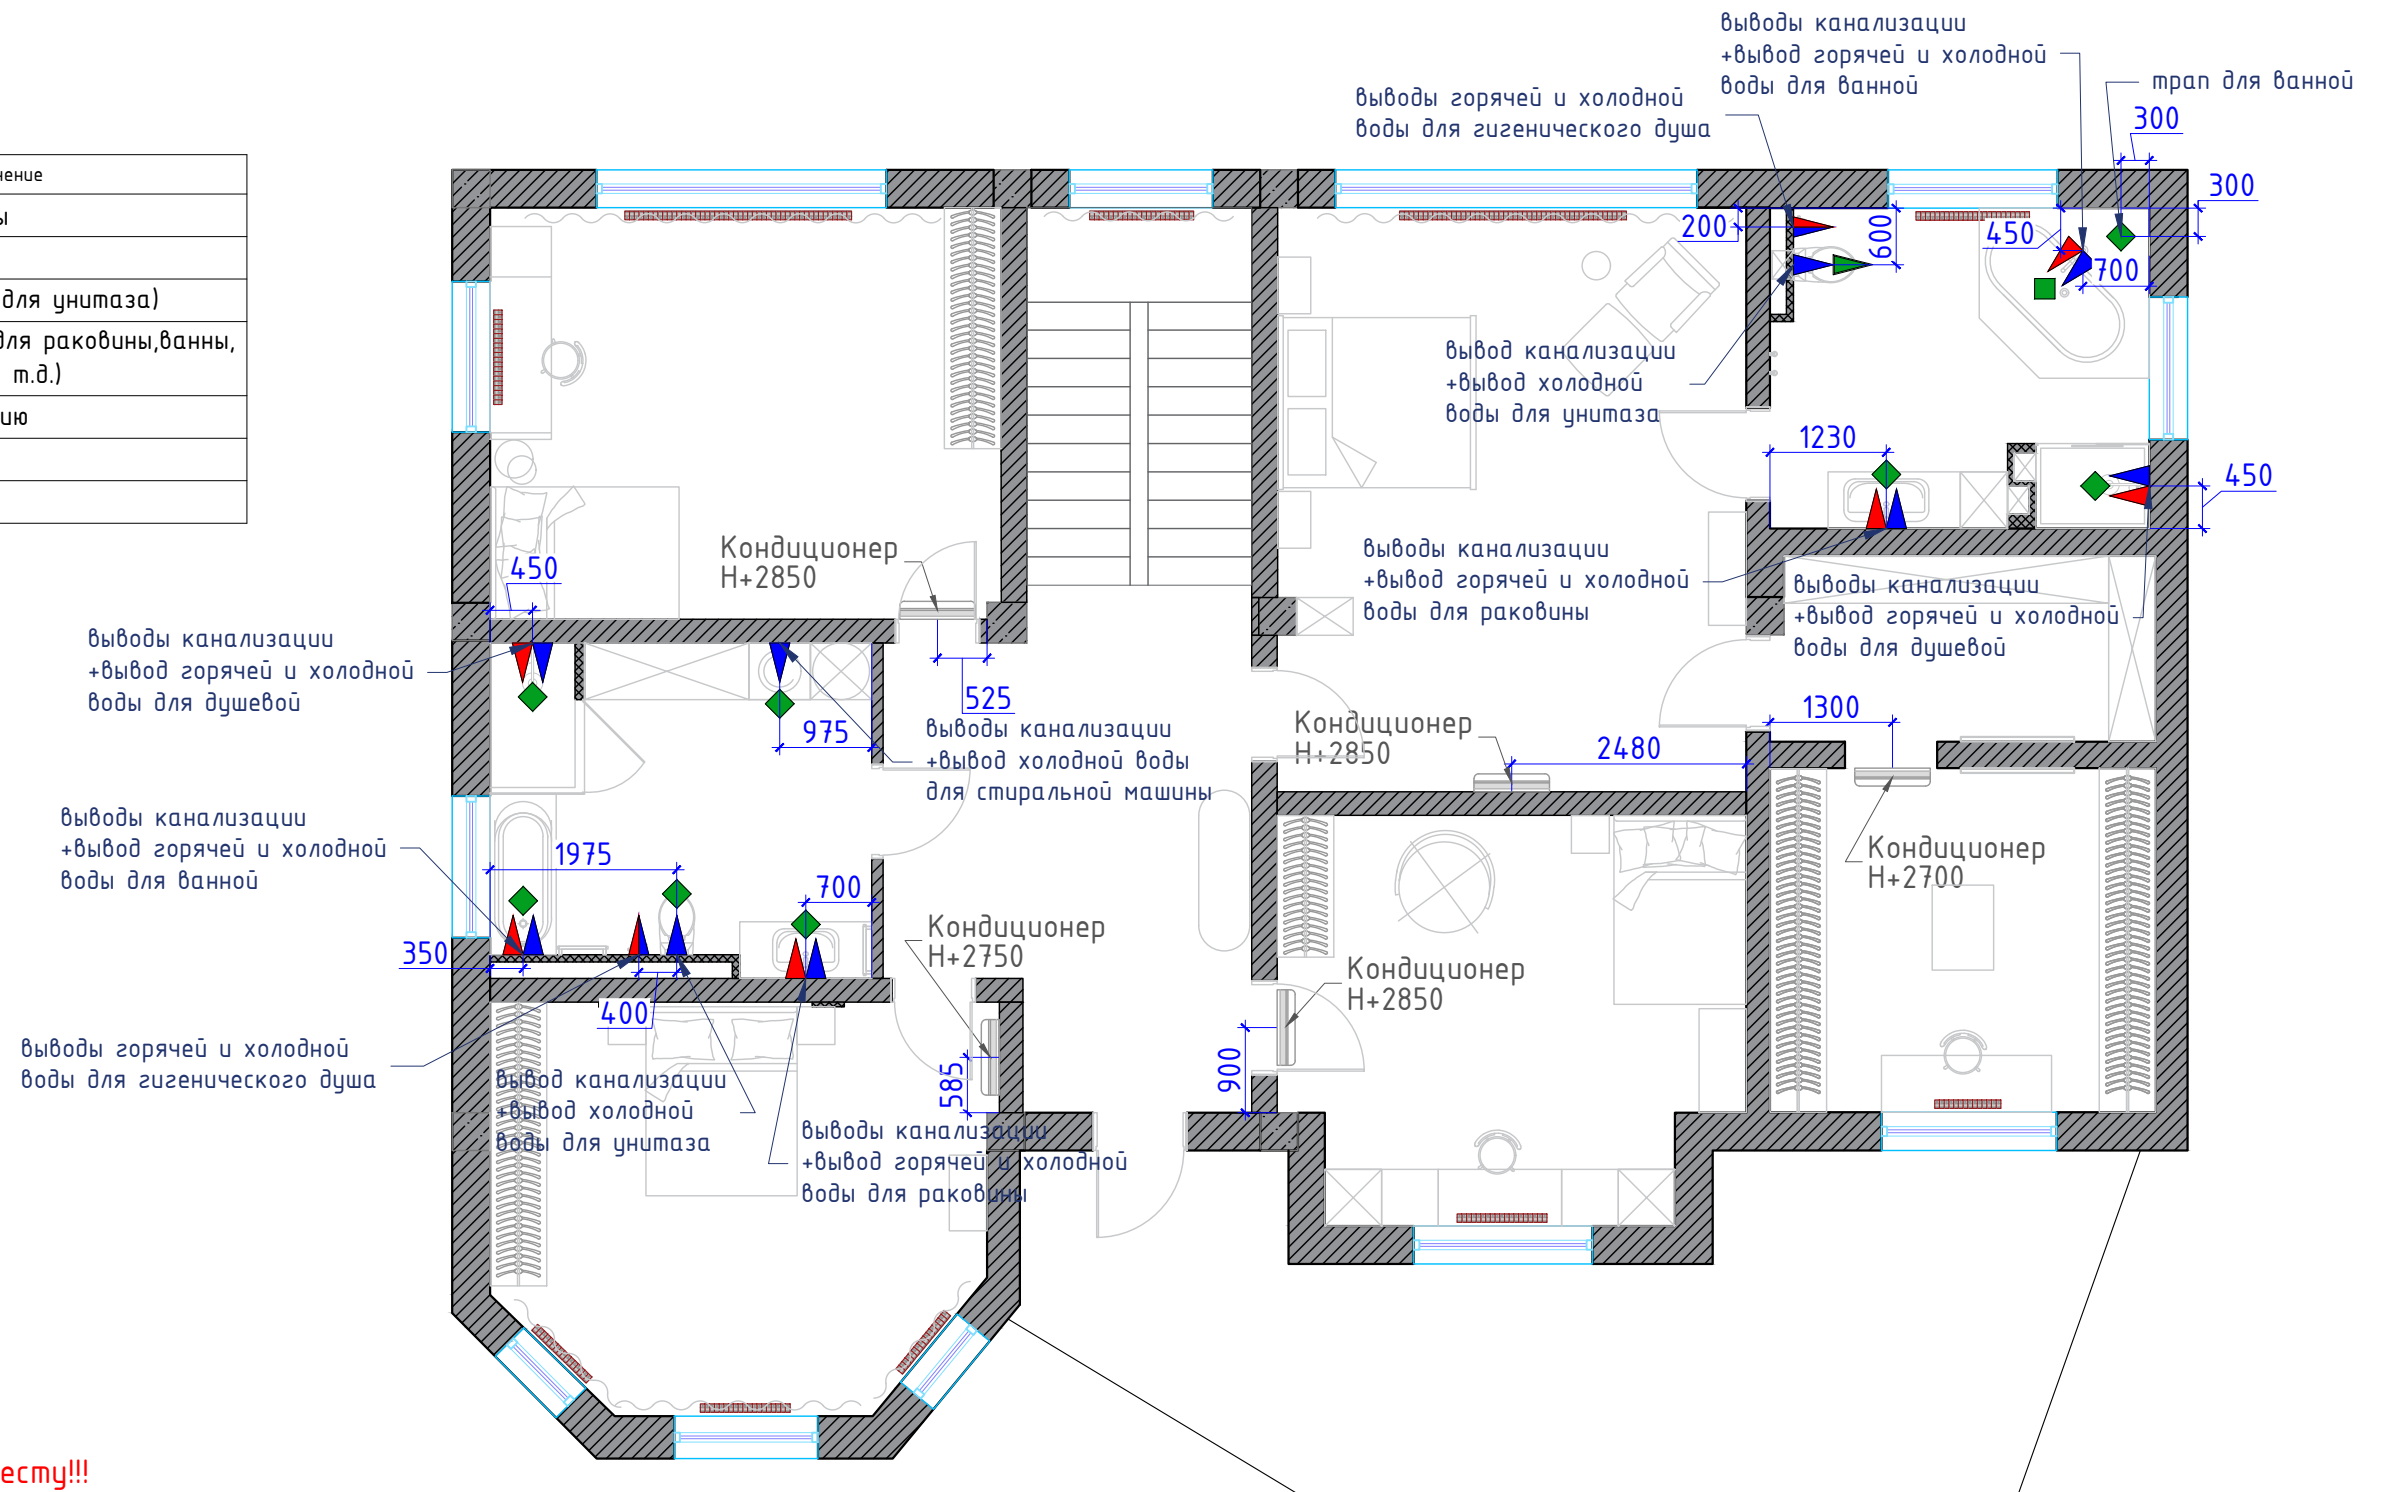 чение
ы
для унитаза)
для раковины,ванны,
т.д.)
ию
есту!!!
выводы канализации
+вывод горячей и холодной
воды для ванной
трап для ванной
выводы горячей и холодной
воды для гигенического душа
300
300
200
600
450
700
вывод канализации
+вывод холодной
воды для унитаза
1230
450
Кондиционер
H+2850
выводы канализации
+вывод горячей и холодной
воды для раковины
выводы канализации
+вывод горячей и холодной
воды для душевой
450
выводы канализации
+вывод горячей и холодной
воды для душевой
525
975
выводы канализации
+вывод холодной воды
для стиральной машины
Кондиционер
H+2850
2480
1300
выводы канализации
+вывод горячей и холодной
воды для ванной
1975
700
Кондиционер
H+2700
350
Кондиционер
H+2750
Кондиционер
H+2850
400
выводы горячей и холодной
воды для гигенического душа
585
900
вывод канализации
+вывод холодной
воды для унитаза
выводы канализации
+вывод горячей и холодной
воды для раковины